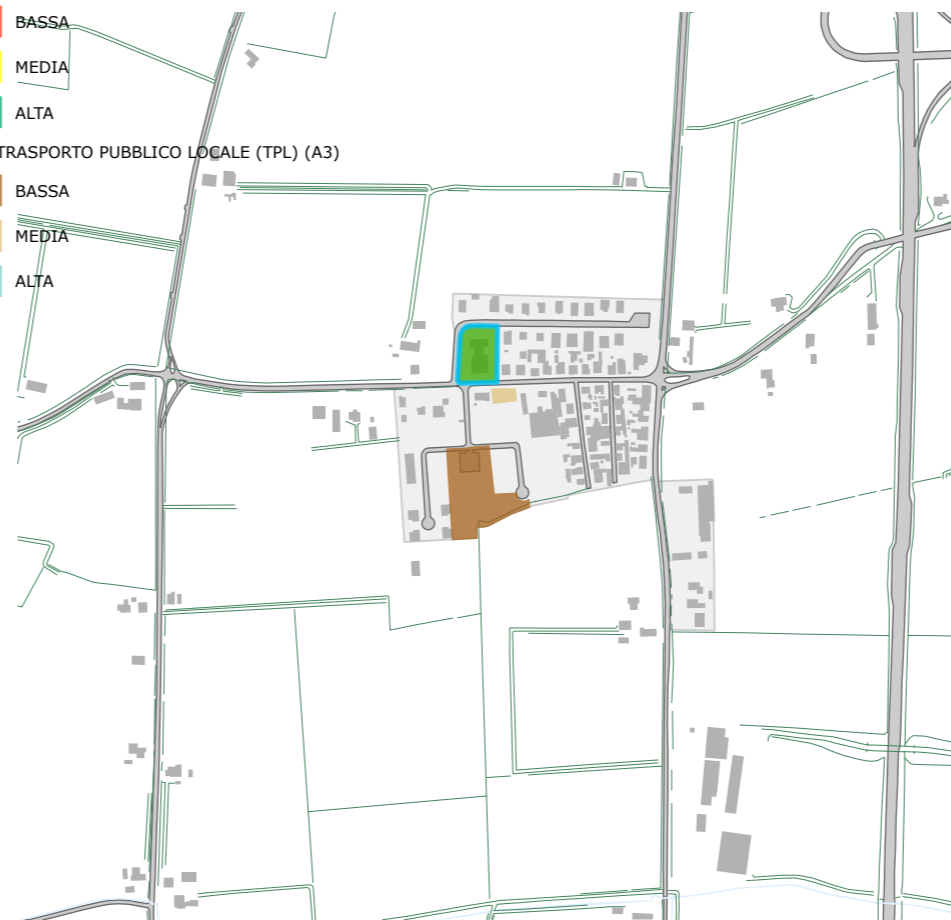 BASSA
MEDIA
ALTA
TRASPORTO PUBBLICO LOCALE (TPL) (A3)
BASSA
MEDIA
ALTA